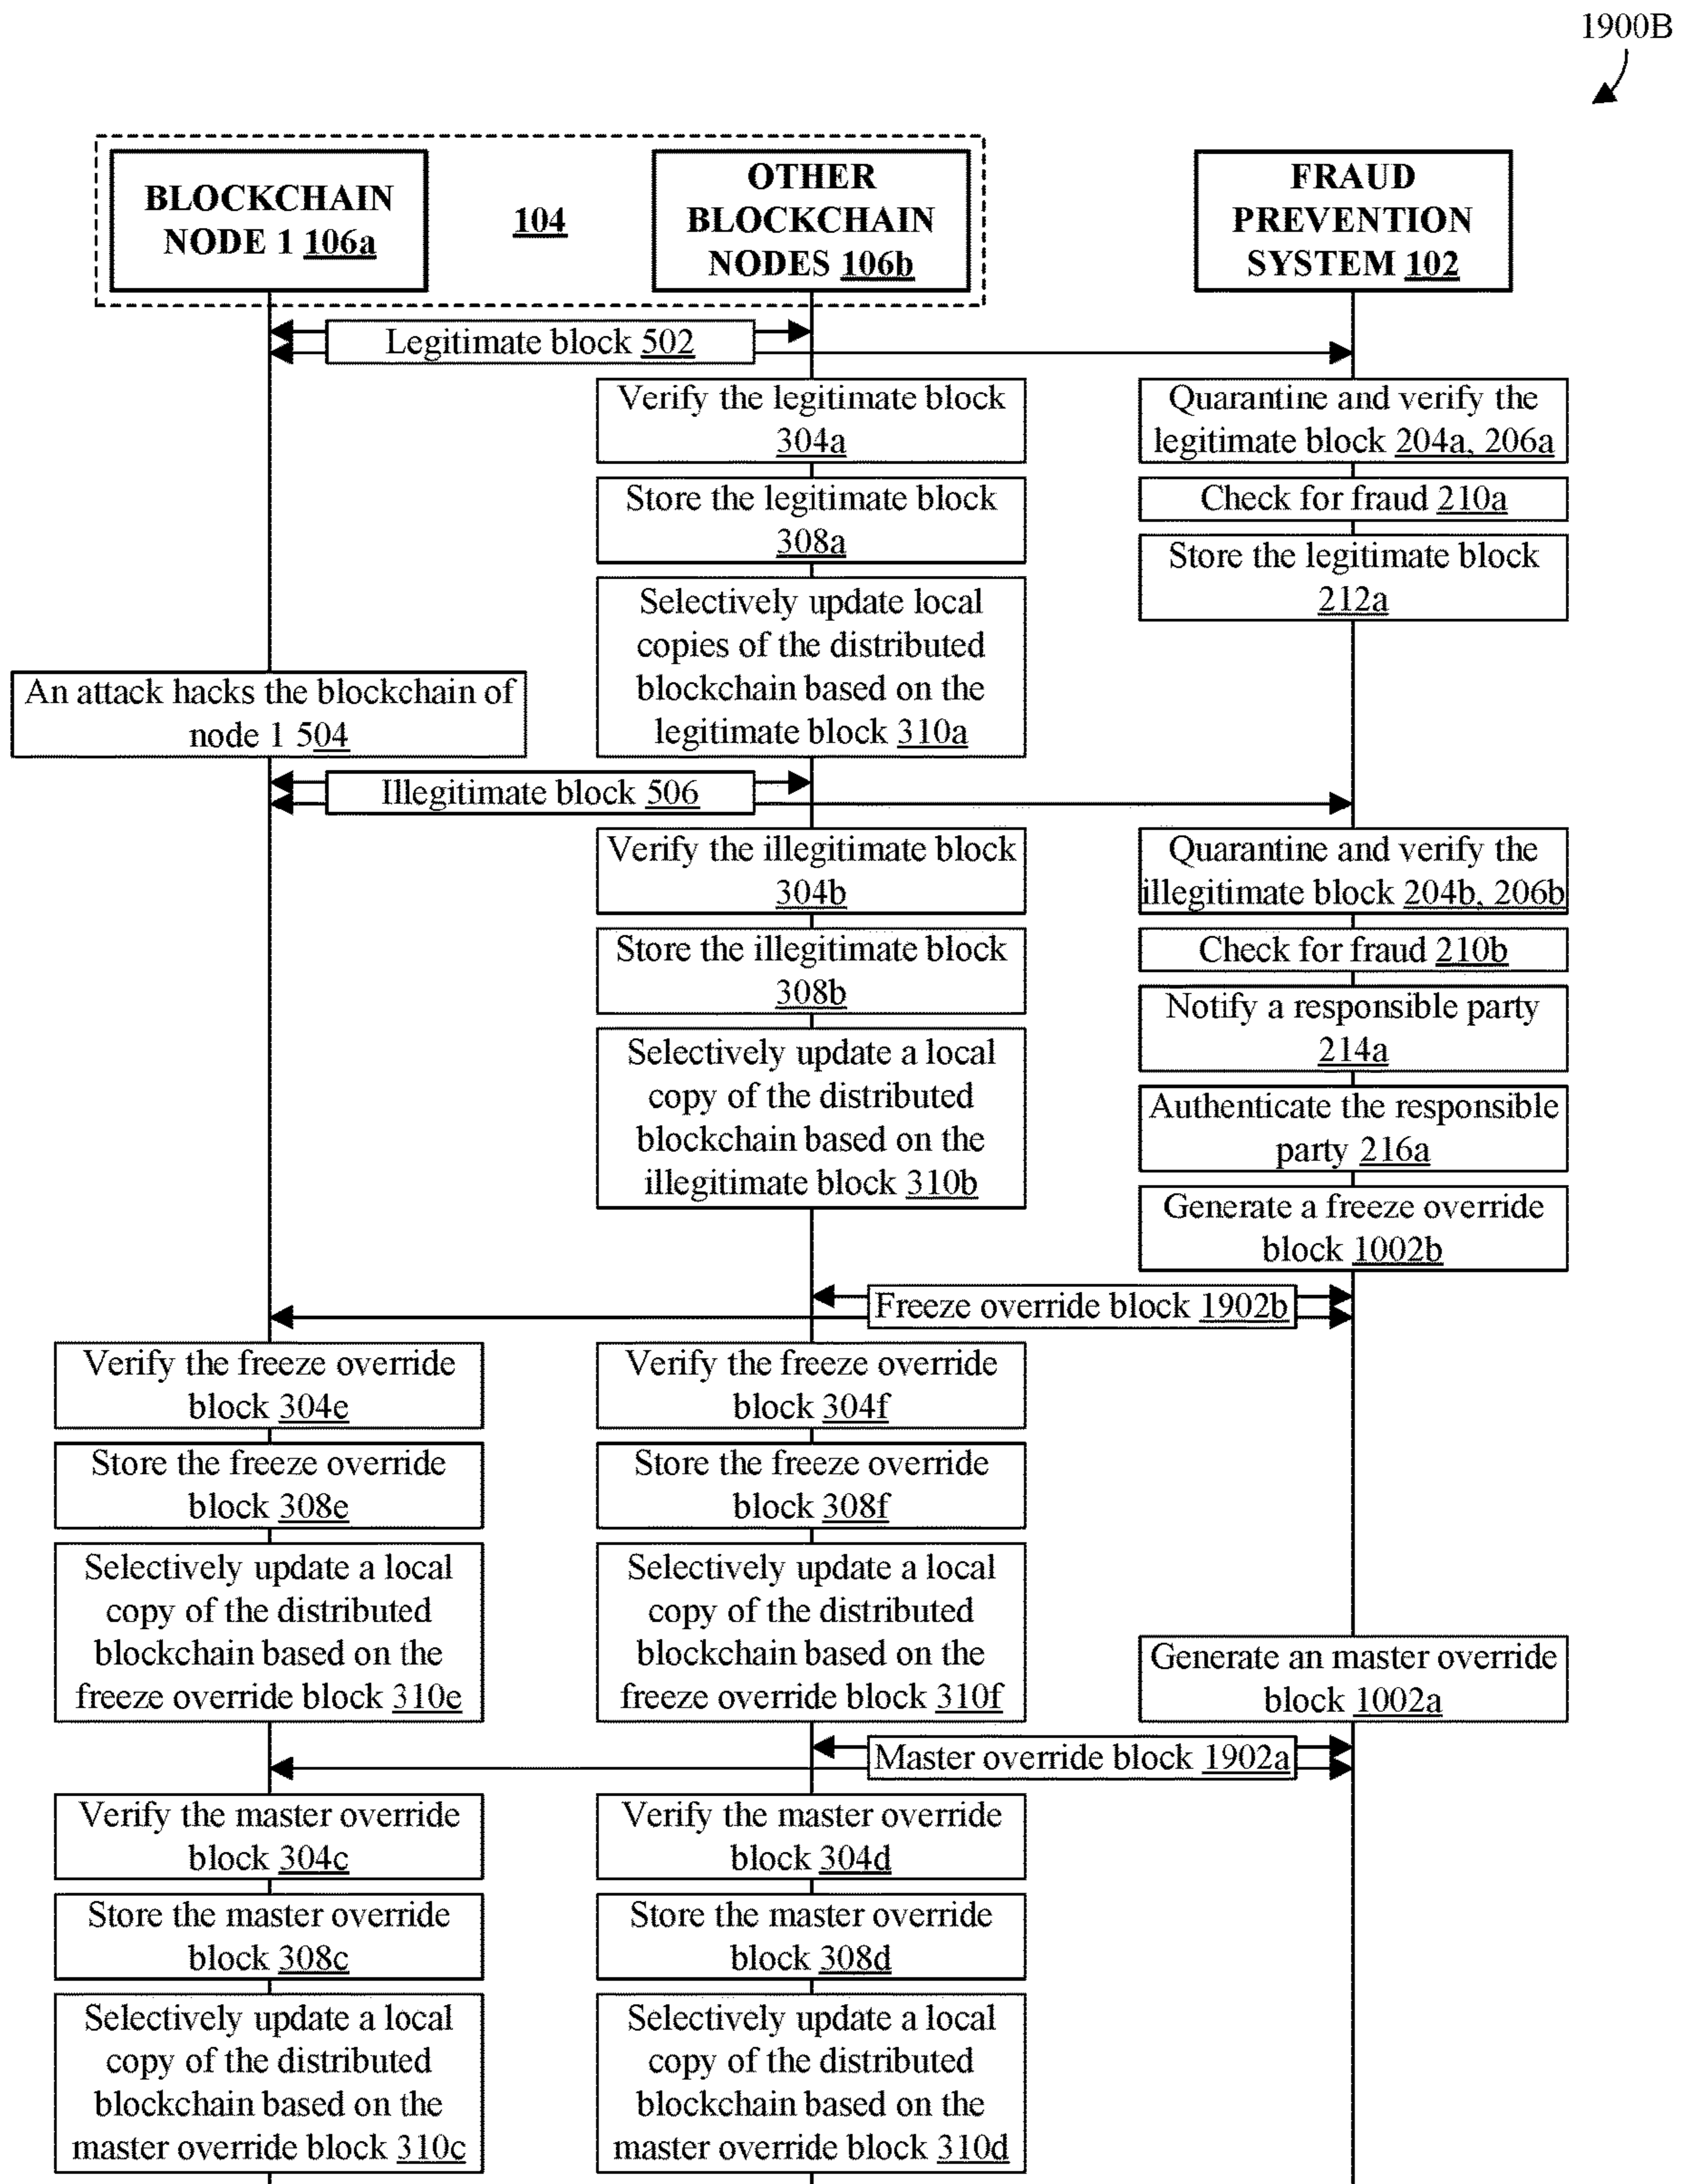 1900B
BLOCKCHAIN
NODE 1 106a
104
OTHER
BLOCKCHAIN
NODES 106b
FRAUD
PREVENTION
SYSTEM 102
Legitimate block 502
Verify the legitimate block
304a
Quarantine and verify the
legitimate block 204a, 206a
Store the legitimate block
308a
Check for fraud 210a
Store the legitimate block
212a
Selectively update local
copies of the distributed
blockchain based on the
legitimate block 310a
An attack hacks the blockchain of
node 1 504
Illegitimate block 506
Verify the illegitimate block
304b
Quarantine and verify the
illegitimate block 204b, 206b
Store the illegitimate block
308b
Check for fraud 210b
Notify a responsible party
214a
Selectively update a local
copy of the distributed
blockchain based on the
illegitimate block 310b
Authenticate the responsible
party 216a
Generate a freeze override
block 1002b
Freeze override block 1902b
Verify the freeze override
block 304e
Verify the freeze override
block 304f
Store the freeze override
block 308e
Store the freeze override
block 308f
Selectively update a local
copy of the distributed
blockchain based on the
freeze override block 310e
Selectively update a local
copy of the distributed
blockchain based on the
freeze override block 310f
Generate an master override
block 1002a
Master override block 1902a
Verify the master override
block 304c
Verify the master override
block 304d
Store the master override
block 308c
Store the master override
block 308d
Selectively update a local
copy of the distributed
blockchain based on the
master override block 310c
Selectively update a local
copy of the distributed
blockchain based on the
master override block 310d